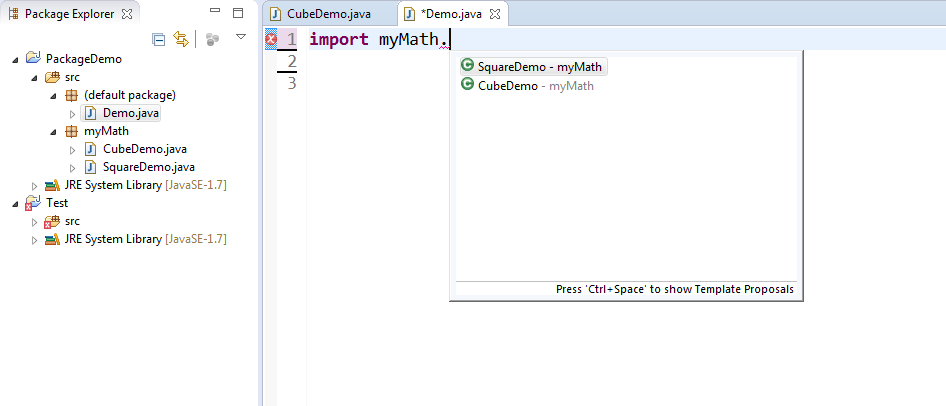 Package Explorer
PackageDemo
src
(default package)
Demo.java
myMath
CubeDemo.java
SquareDemo.java
JRE System Library [JavaSE-1.7]
Test
src
JRE System Library [JavaSE-1.7]
CubeDemo.java
*Demo.java
1 import myMath.
2
3
SquareDemo - myMath
CubeDemo - myMath
Press 'Ctrl+Space' to show Template Proposals